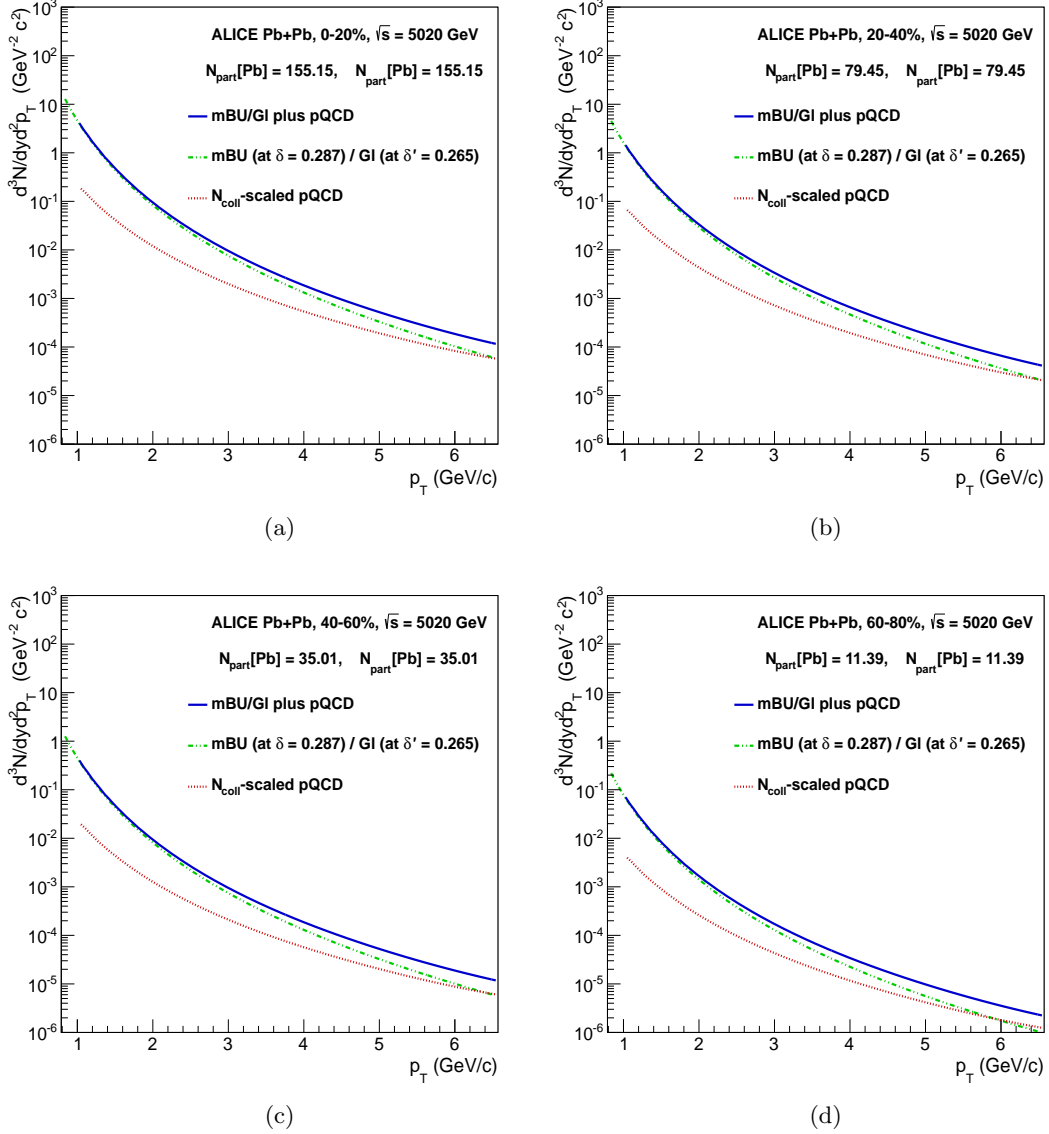 d³N/dyd²p_T (GeV⁻² c²)
10³
10²
10
1
10⁻¹
10⁻²
10⁻³
10⁻⁴
10⁻⁵
10⁻⁶
ALICE Pb+Pb, 0-20%, √s = 5020 GeV
N_part[Pb] = 155.15, N_part[Pb] = 155.15
mBU/GI plus pQCD
mBU (at δ = 0.287) / GI (at δ′ = 0.265)
N_coll-scaled pQCD
1 2 3 4 5 6
p_T (GeV/c)
(a)
d³N/dyd²p_T (GeV⁻² c²)
10³
10²
10
1
10⁻¹
10⁻²
10⁻³
10⁻⁴
10⁻⁵
10⁻⁶
ALICE Pb+Pb, 20-40%, √s = 5020 GeV
N_part[Pb] = 79.45, N_part[Pb] = 79.45
mBU/GI plus pQCD
mBU (at δ = 0.287) / GI (at δ′ = 0.265)
N_coll-scaled pQCD
1 2 3 4 5 6
p_T (GeV/c)
(b)
d³N/dyd²p_T (GeV⁻² c²)
10³
10²
10
1
10⁻¹
10⁻²
10⁻³
10⁻⁴
10⁻⁵
10⁻⁶
ALICE Pb+Pb, 40-60%, √s = 5020 GeV
N_part[Pb] = 35.01, N_part[Pb] = 35.01
mBU/GI plus pQCD
mBU (at δ = 0.287) / GI (at δ′ = 0.265)
N_coll-scaled pQCD
1 2 3 4 5 6
p_T (GeV/c)
(c)
d³N/dyd²p_T (GeV⁻² c²)
10³
10²
10
1
10⁻¹
10⁻²
10⁻³
10⁻⁴
10⁻⁵
10⁻⁶
ALICE Pb+Pb, 60-80%, √s = 5020 GeV
N_part[Pb] = 11.39, N_part[Pb] = 11.39
mBU/GI plus pQCD
mBU (at δ = 0.287) / GI (at δ′ = 0.265)
N_coll-scaled pQCD
1 2 3 4 5 6
p_T (GeV/c)
(d)